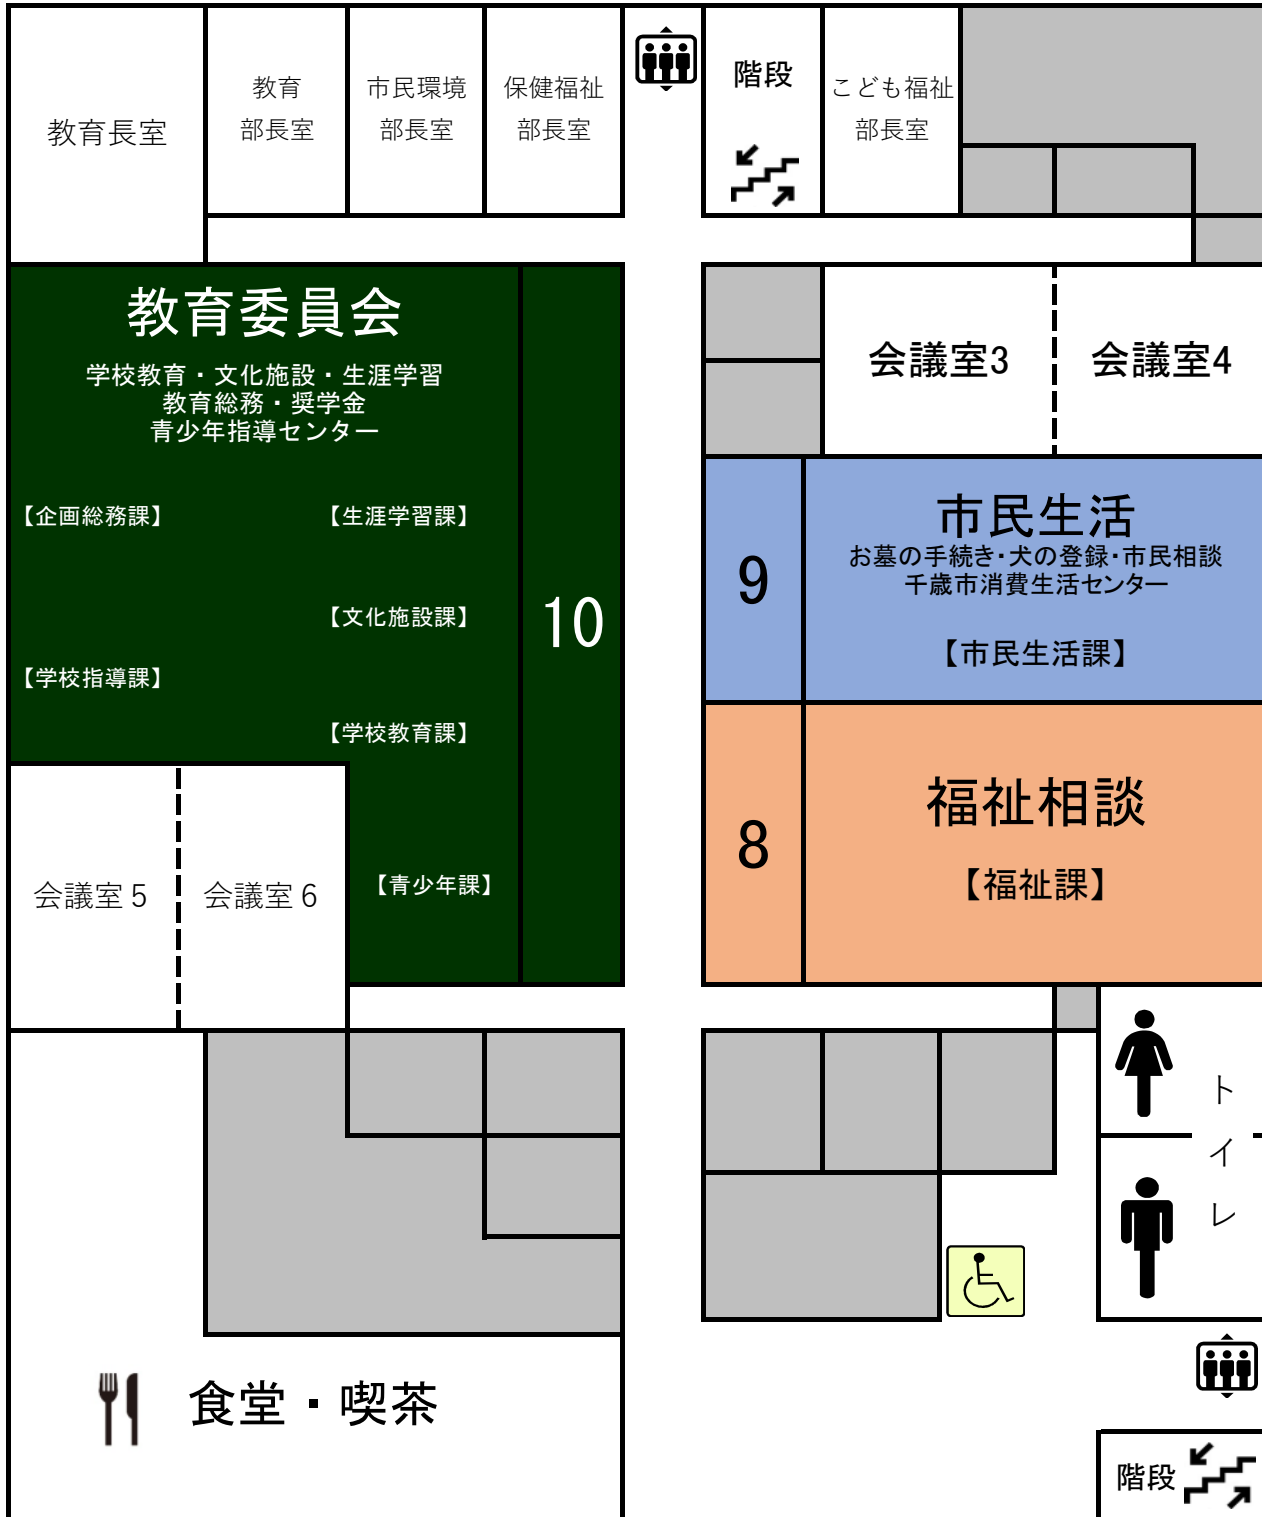 教育長室
教育
部長室
市民環境
部長室
保健福祉
部長室
階段
こども福祉
部長室
教育委員会
学校教育・文化施設・生涯学習
教育総務・奨学金
青少年指導センター
【企画総務課】
【生涯学習課】
【文化施設課】
【学校指導課】
【学校教育課】
【青少年課】
10
会議室3
会議室4
9
市民生活
お墓の手続き・犬の登録・市民相談
千歳市消費生活センター
【市民生活課】
8
福祉相談
【福祉課】
会議室5
会議室6
トイレ
食堂・喫茶
階段